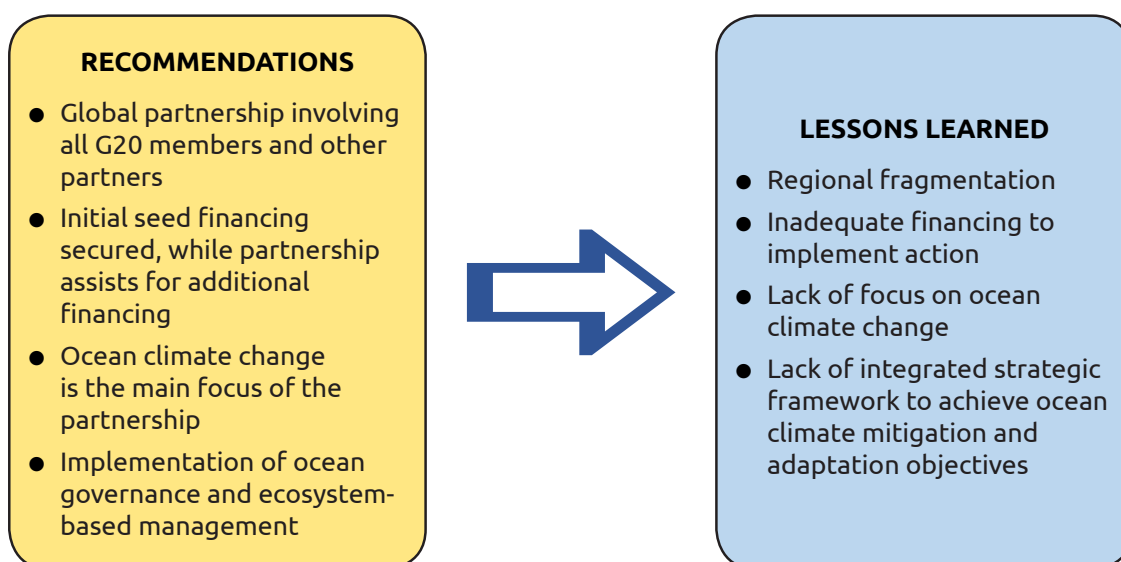 RECOMMENDATIONS
● Global partnership involving
all G20 members and other
partners
● Initial seed financing
secured, while partnership
assists for additional
financing
● Ocean climate change
is the main focus of the
partnership
● Implementation of ocean
governance and ecosystem-
based management
LESSONS LEARNED
● Regional fragmentation
● Inadequate financing to
implement action
● Lack of focus on ocean
climate change
● Lack of integrated strategic
framework to achieve ocean
climate mitigation and
adaptation objectives